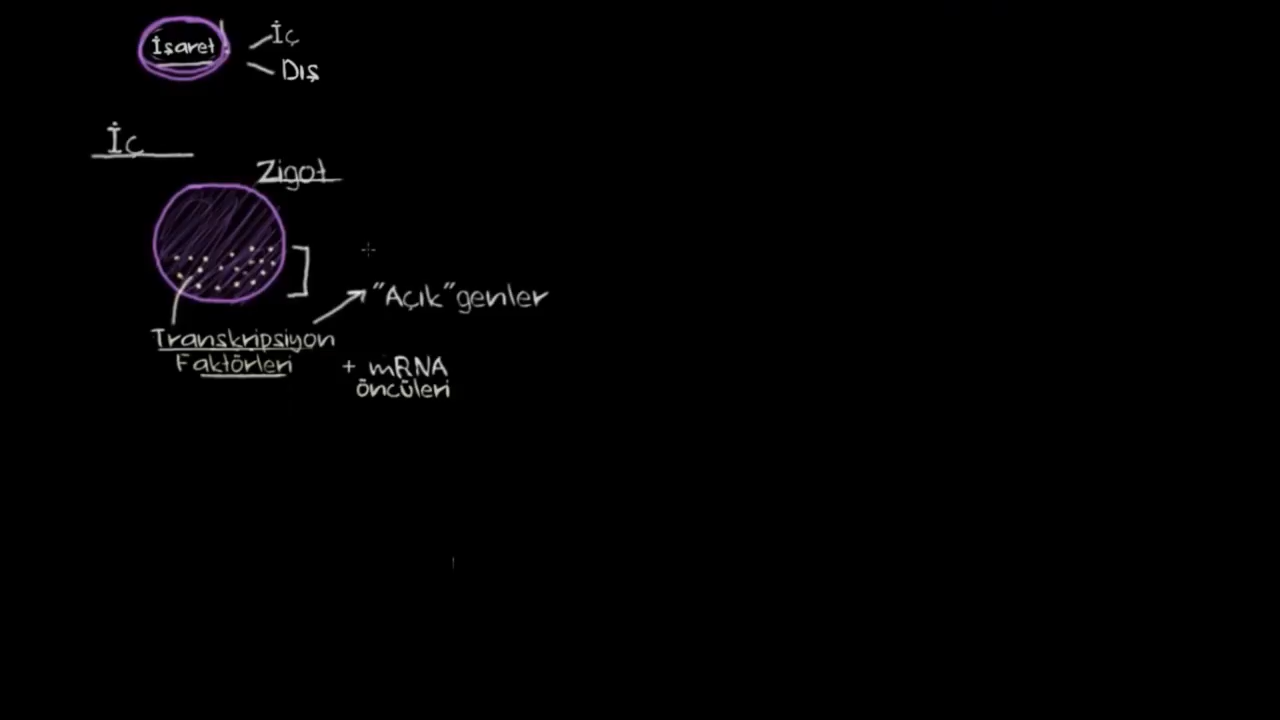 İşaret
İç
Dış
İç
Zigot
"Açık" genler
Transkripsiyon
Faktörleri
+ mRNA
öncüleri